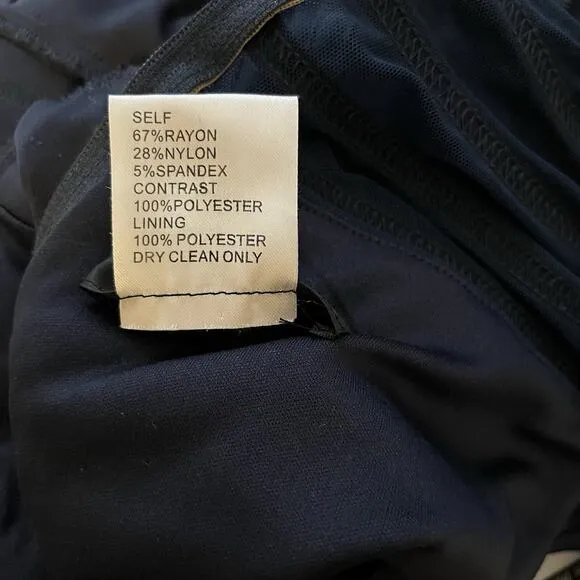 SELF
67%RAYON
28%NYLON
5%SPANDEX
CONTRAST
100%POLYESTER
LINING
100%POLYESTER
DRY CLEAN ONLY